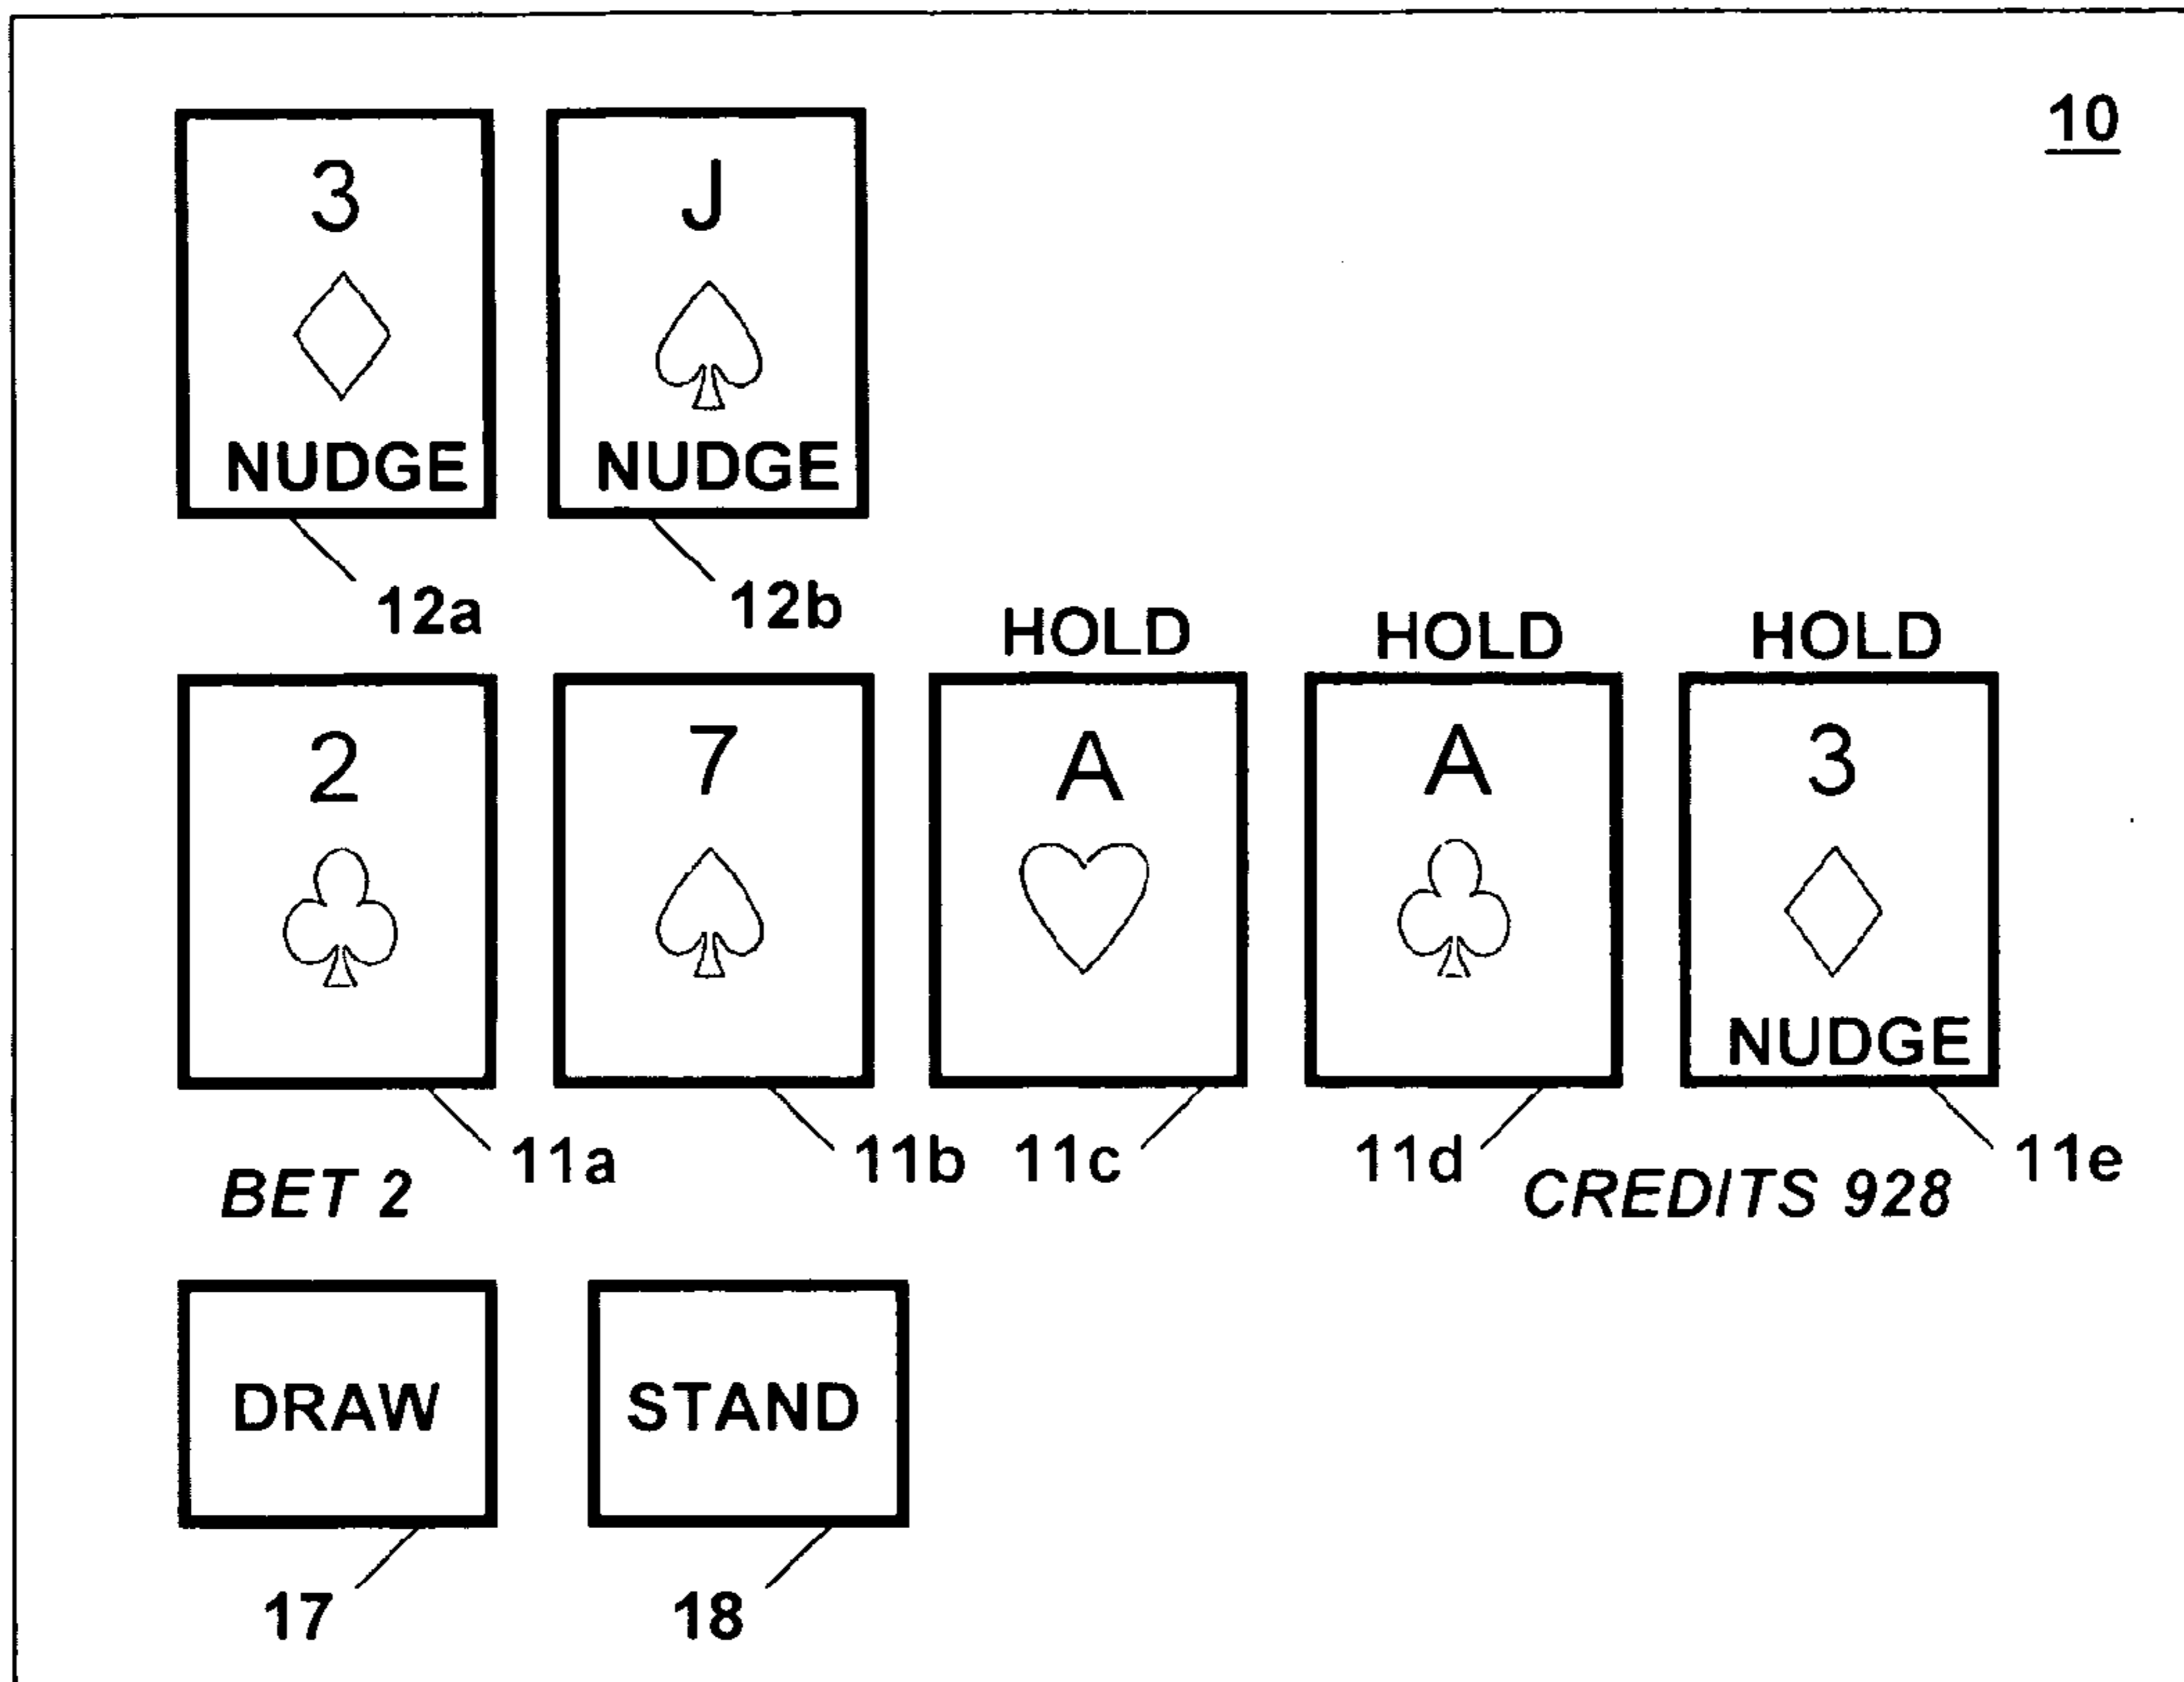 10
3 J
NUDGE NUDGE
12a 12b
HOLD HOLD HOLD
2 7 A A 3
NUDGE
11a 11b 11c 11d 11e
BET 2 CREDITS 928
DRAW STAND
17 18